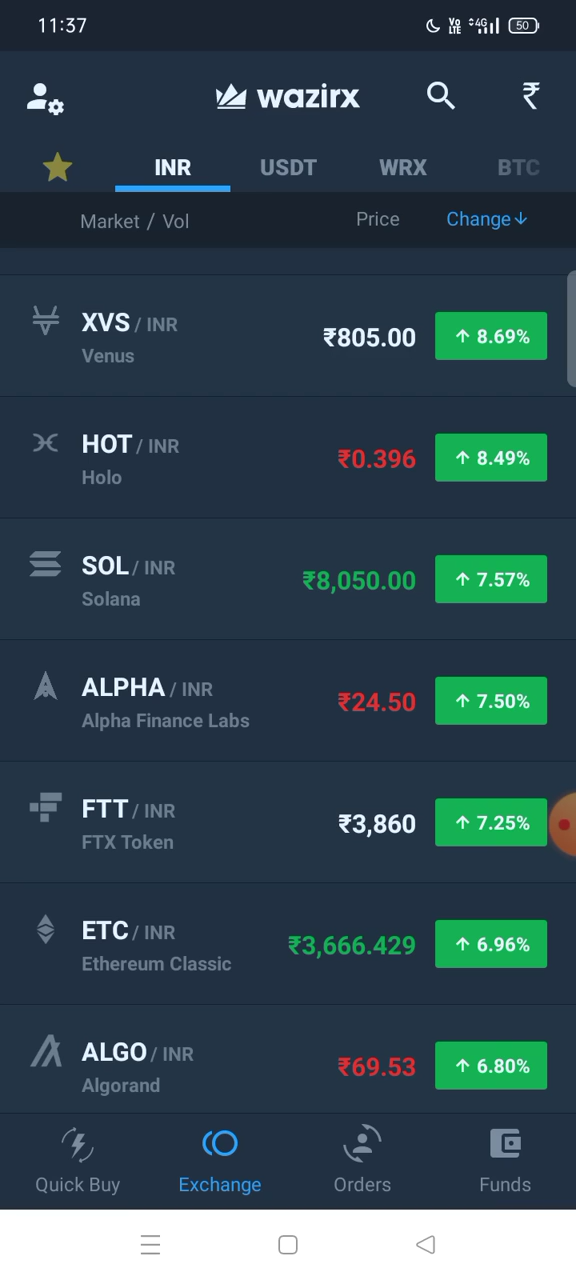 11:37
Vo LTE 4G 50
wazirx ₹
INR USDT WRX BTC
Market / Vol Price Change↓
XVS / INR ₹805.00 ↑ 8.69%
Venus
HOT / INR ₹0.396 ↑ 8.49%
Holo
SOL / INR ₹8,050.00 ↑ 7.57%
Solana
ALPHA / INR ₹24.50 ↑ 7.50%
Alpha Finance Labs
FTT / INR ₹3,860 ↑ 7.25%
FTX Token
ETC / INR ₹3,666.429 ↑ 6.96%
Ethereum Classic
ALGO / INR ₹69.53 ↑ 6.80%
Algorand
Quick Buy Exchange Orders Funds